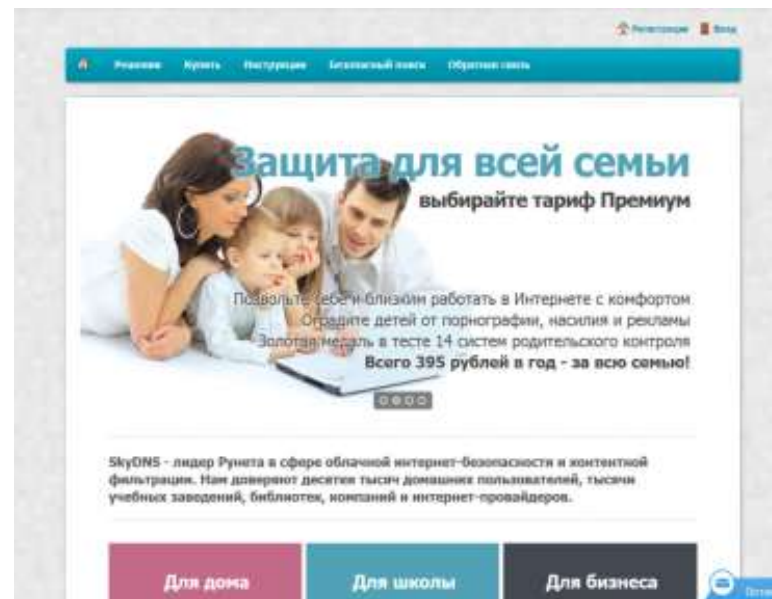 Регистрация Вход
Решения Купить Инструкции Безопасный поиск Обратная связь
Защита для всей семьи
выбирайте тариф Премиум
Позвольте себе и близким работать в Интернете с комфортом
Оградите детей от порнографии, насилия и рекламы
Золотая медаль в тесте 14 систем родительского контроля
Всего 395 рублей в год - за всю семью!
SkyDNS - лидер Рунета в сфере облачной интернет-безопасности и контентной
фильтрации. Нам доверяют десятки тысяч домашних пользователей, тысячи
учебных заведений, библиотек, компаний и интернет-провайдеров.
Для дома Для школы Для бизнеса